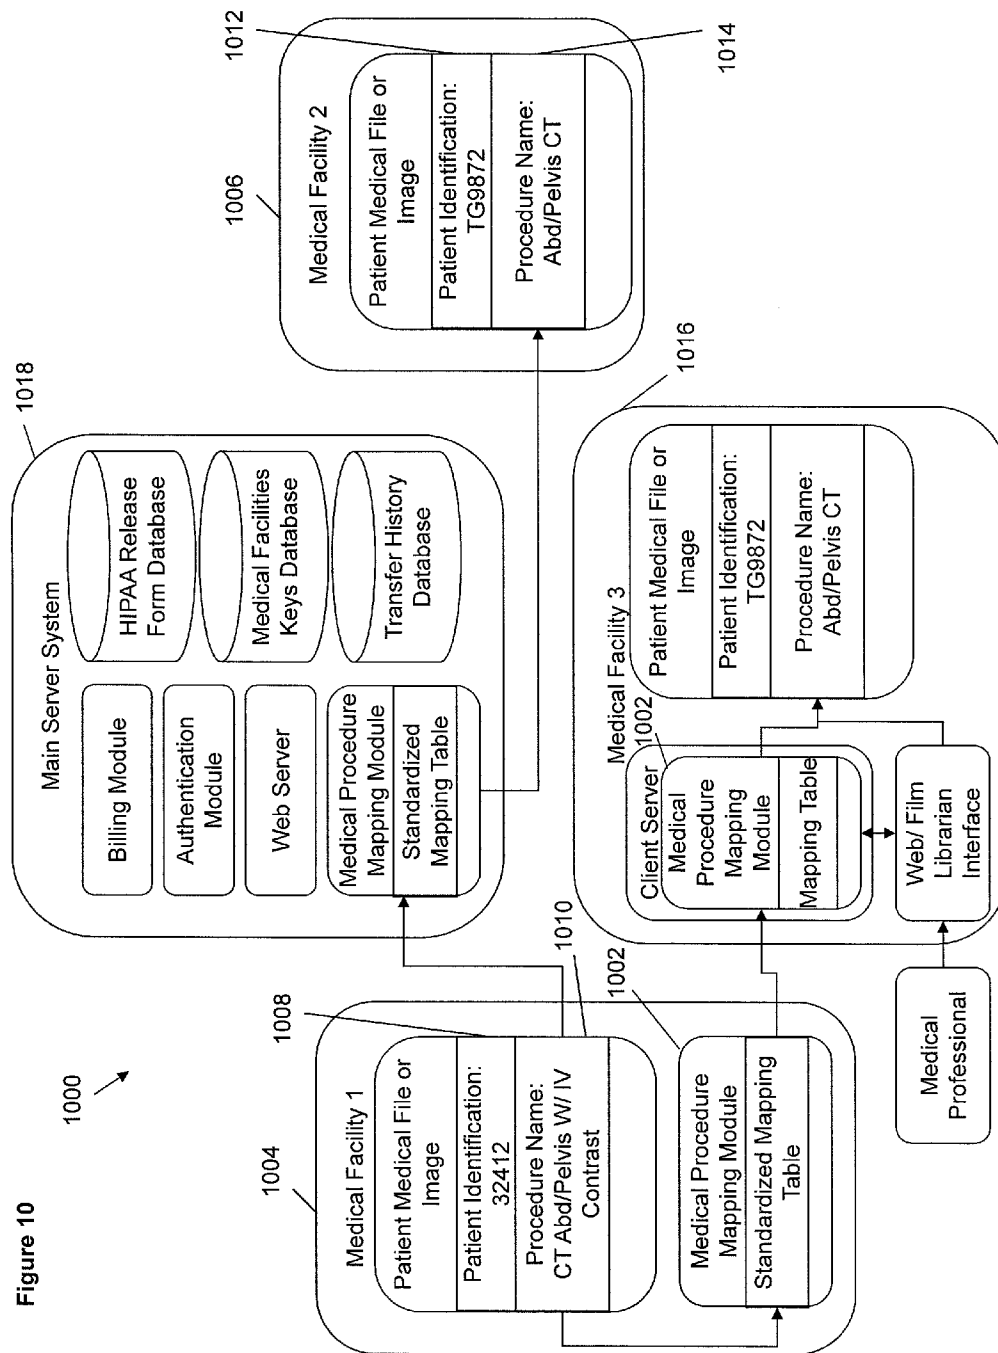 Figure 10
1000
1004
Medical Facility 1
Patient Medical File or
Image
Patient Identification:
32412
Procedure Name:
CT Abd/Pelvis W/ IV
Contrast
1008
1010
1002
Medical Procedure
Mapping Module
Standardized Mapping
Table
Medical
Professional
1018
Main Server System
Billing Module
Authentication
Module
Web Server
Medical Procedure
Mapping Module
Standardized
Mapping Table
HIPAA Release
Form Database
Medical Facilities
Keys Database
Transfer History
Database
1016
Medical Facility 3
1002
Client Server
Medical
Procedure
Mapping
Module
Mapping Table
Web/ Film
Librarian
Interface
Patient Medical File or
Image
Patient Identification:
TG9872
Procedure Name:
Abd/Pelvis CT
1006
Medical Facility 2
Patient Medical File or
Image
Patient Identification:
TG9872
Procedure Name:
Abd/Pelvis CT
1012
1014